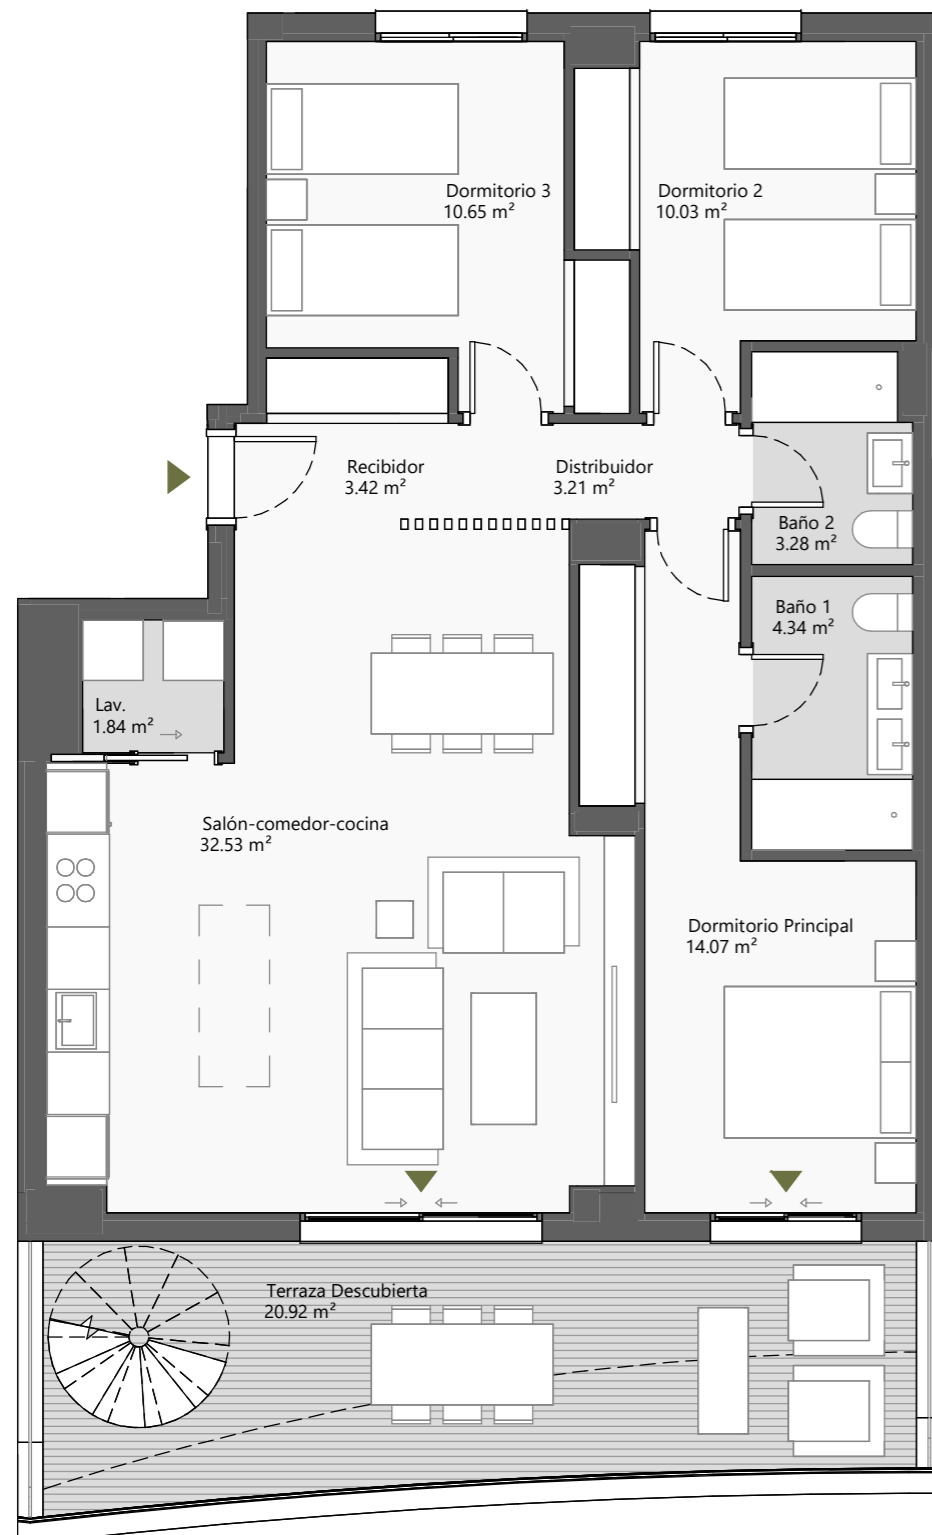 Dormitorio 3
10.65 m²
Dormitorio 2
10.03 m²
Recibidor
3.42 m²
Distribuidor
3.21 m²
Baño 2
3.28 m²
Baño 1
4.34 m²
Lav.
1.84 m²
Salón-comedor-cocina
32.53 m²
Dormitorio Principal
14.07 m²
Terraza Descubierta
20.92 m²